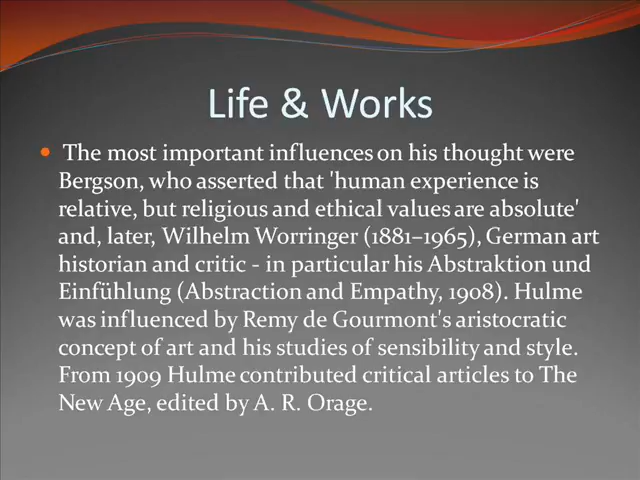 Life & Works
The most important influences on his thought were
Bergson, who asserted that 'human experience is
relative, but religious and ethical values are absolute'
and, later, Wilhelm Worringer (1881–1965), German art
historian and critic - in particular his Abstraktion und
Einfühlung (Abstraction and Empathy, 1908). Hulme
was influenced by Remy de Gourmont's aristocratic
concept of art and his studies of sensibility and style.
From 1909 Hulme contributed critical articles to The
New Age, edited by A. R. Orage.